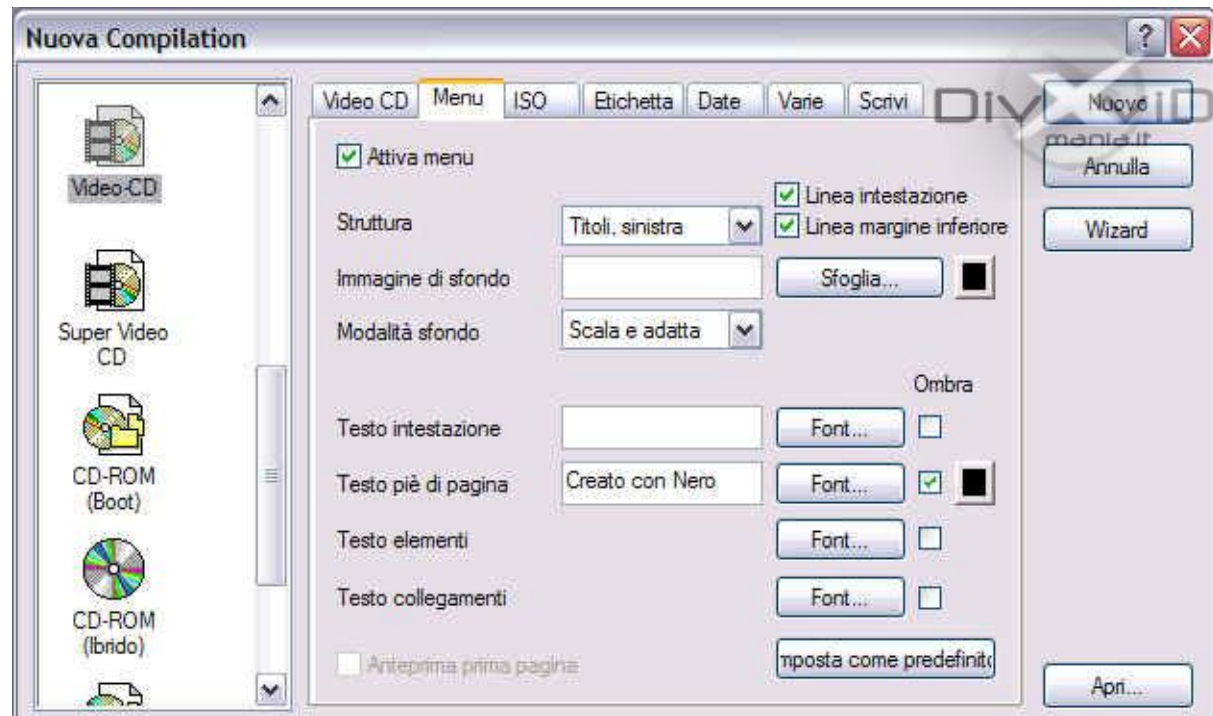 Nuova Compilation
Video-CD
Super Video
CD
CD-ROM
(Boot)
CD-ROM
(Ibrido)
Video CD Menu ISO Etichetta Date Varie Scrivi
Attiva menu
Struttura Titoli, sinistra
Linea intestazione
Linea margine inferiore
Immagine di sfondo Sfoglia...
Modalità sfondo Scala e adatta
Ombra
Testo intestazione Font...
Testo piè di pagina Creato con Nero Font...
Testo elementi Font...
Testo collegamenti Font...
Anteprima prima pagina mposta come predefinito
Nuovo
Annulla
Wizard
Apri...
DivXviD
mania.it